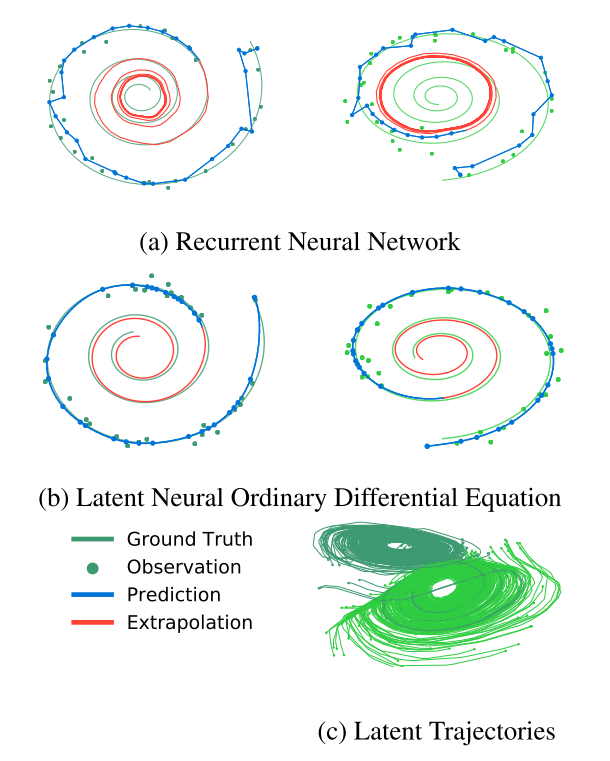 (a) Recurrent Neural Network
(b) Latent Neural Ordinary Differential Equation
Ground Truth
Observation
Prediction
Extrapolation
(c) Latent Trajectories